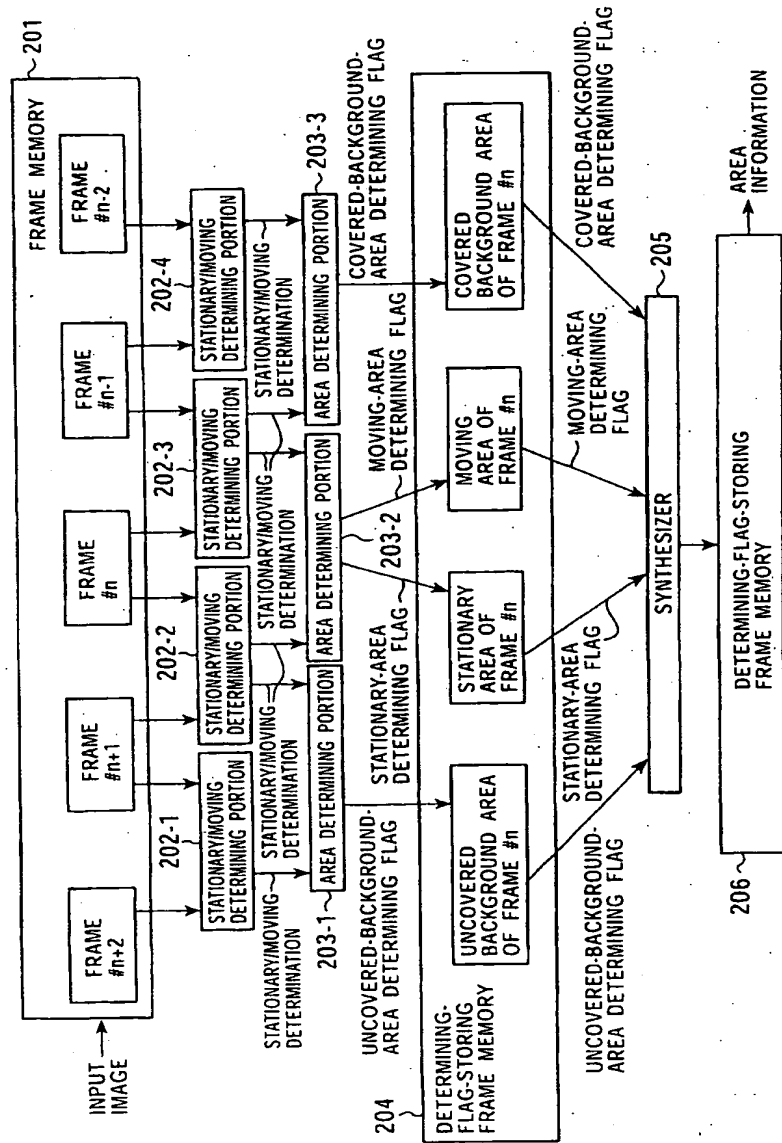 INPUT
IMAGE
201
FRAME MEMORY
FRAME
#n+2
FRAME
#n+1
FRAME
#n
FRAME
#n-1
FRAME
#n-2
202-1
202-2
202-3
202-4
STATIONARY/MOVING
DETERMINING PORTION
STATIONARY/MOVING
DETERMINING PORTION
STATIONARY/MOVING
DETERMINING PORTION
STATIONARY/MOVING
DETERMINING PORTION
STATIONARY/MOVING
DETERMINATION
STATIONARY/MOVING
DETERMINATION
STATIONARY/MOVING
DETERMINATION
STATIONARY/MOVING
DETERMINATION
203-1
AREA DETERMINING PORTION
AREA DETERMINING PORTION
203-2
AREA DETERMINING PORTION
203-3
UNCOVERED-BACKGROUND-
AREA DETERMINING FLAG
STATIONARY-AREA
DETERMINING FLAG
MOVING-AREA
DETERMINING FLAG
COVERED-BACKGROUND-
AREA DETERMINING FLAG
204
DETERMINING-
FLAG-STORING
FRAME MEMORY
UNCOVERED
BACKGROUND AREA
OF FRAME #n
STATIONARY
AREA OF
FRAME #n
MOVING
AREA OF
FRAME #n
COVERED
BACKGROUND AREA
OF FRAME #n
UNCOVERED-BACKGROUND-
AREA DETERMINING FLAG
STATIONARY-AREA
DETERMINING FLAG
MOVING-AREA
DETERMINING
FLAG
COVERED-BACKGROUND-
AREA DETERMINING FLAG
205
SYNTHESIZER
206
DETERMINING-FLAG-STORING
FRAME MEMORY
AREA
INFORMATION